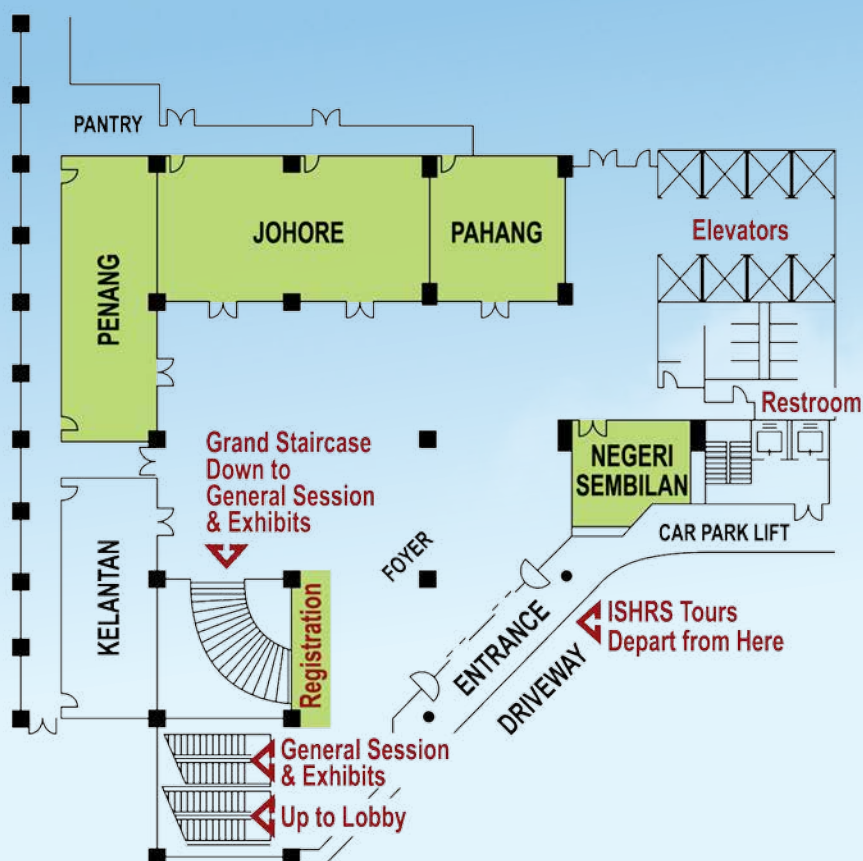 PANTRY
JOHORE
PAHANG
Elevators
PENANG
Restroom
Grand Staircase
Down to
General Session
& Exhibits
NEGERI
SEMBILAN
CAR PARK LIFT
FOYER
KELANTAN
Registration
ENTRANCE
DRIVEWAY
ISHRS Tours
Depart from Here
General Session
& Exhibits
Up to Lobby